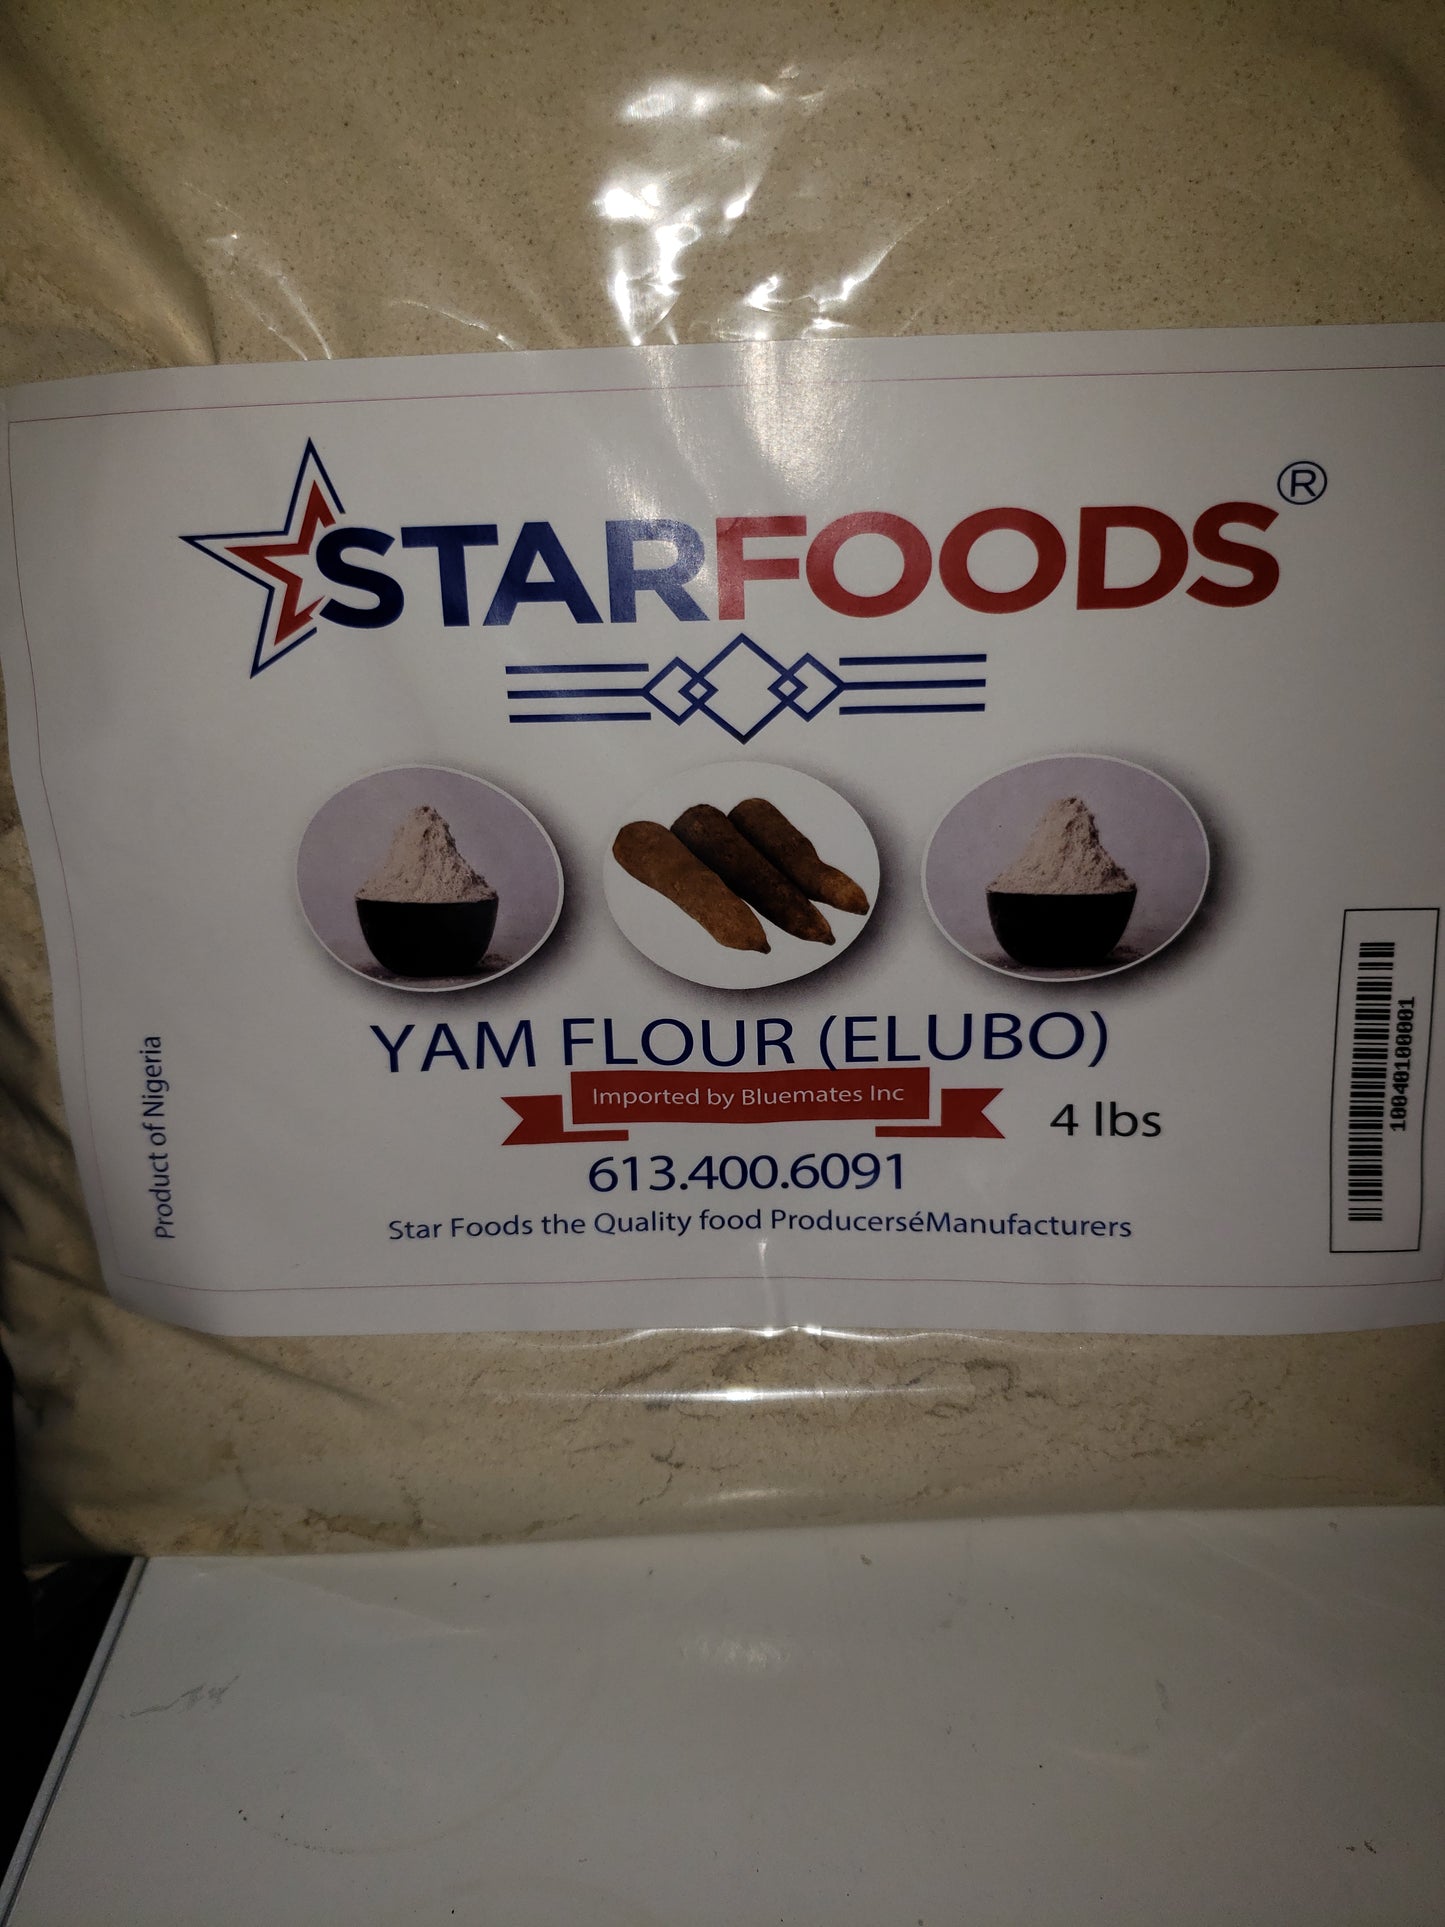 STARFOODS®
YAM FLOUR (ELUBO)
Imported by Bluemates Inc
4 lbs
613.400.6091
Star Foods the Quality food ProducerséManufacturers
Product of Nigeria
10040100001